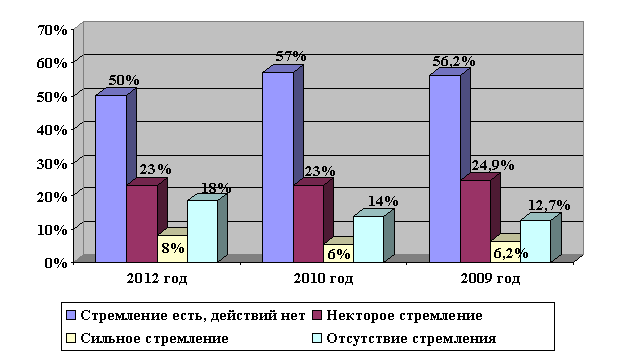 70%
60%
50%
40%
30%
20%
10%
0%
50%
23%
8%
18%
57%
23%
6%
14%
56,2%
24,9%
6,2%
12,7%
2012 год
2010 год
2009 год
Стремление есть, действий нет
Некторое стремление
Сильное стремление
Отсутствие стремления